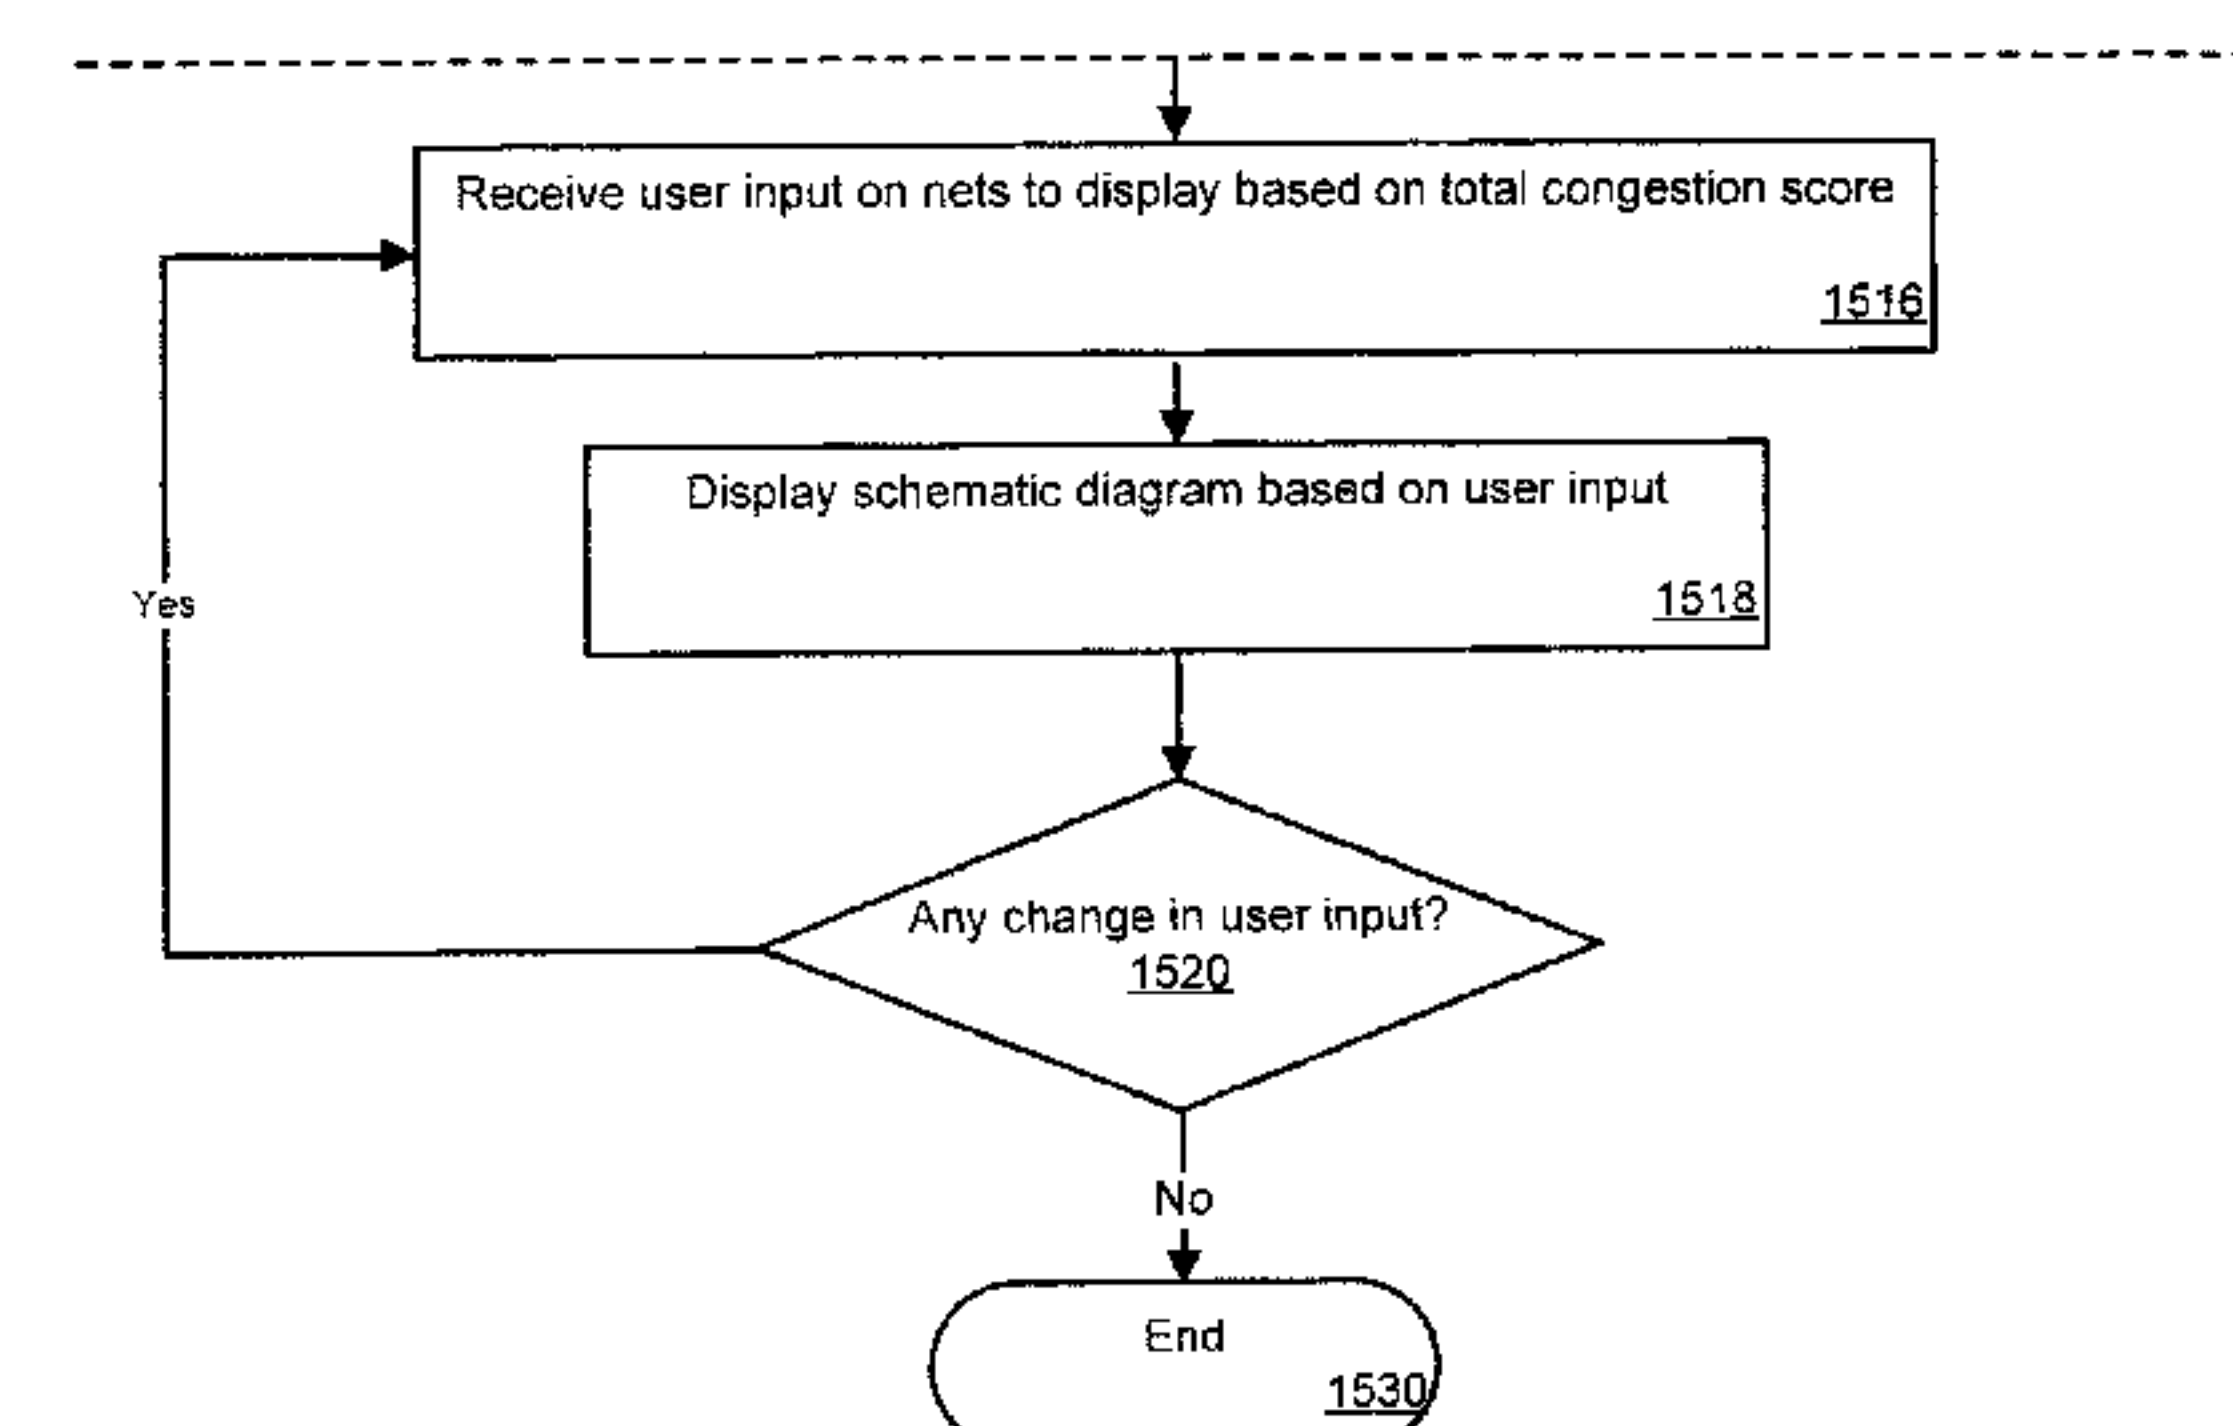 Receive user input on nets to display based on total congestion score
1516
Display schematic diagram based on user input
1518
Yes
Any change in user input?
1520
No
End
1530